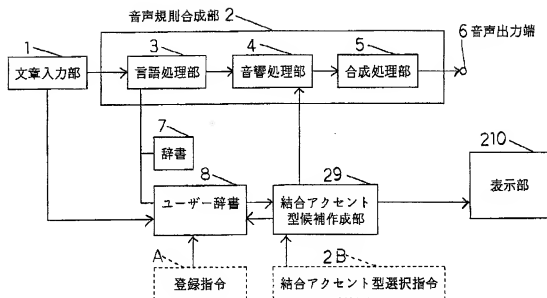 音声規則合成部 2
1
文章入力部
3
言語処理部
4
音響処理部
5
合成処理部
6 音声出力端
7
辞書
8
ユーザー辞書
29
結合アクセント
型候補作成部
210
表示部
A
登録指令
2B
結合アクセント型選択指令